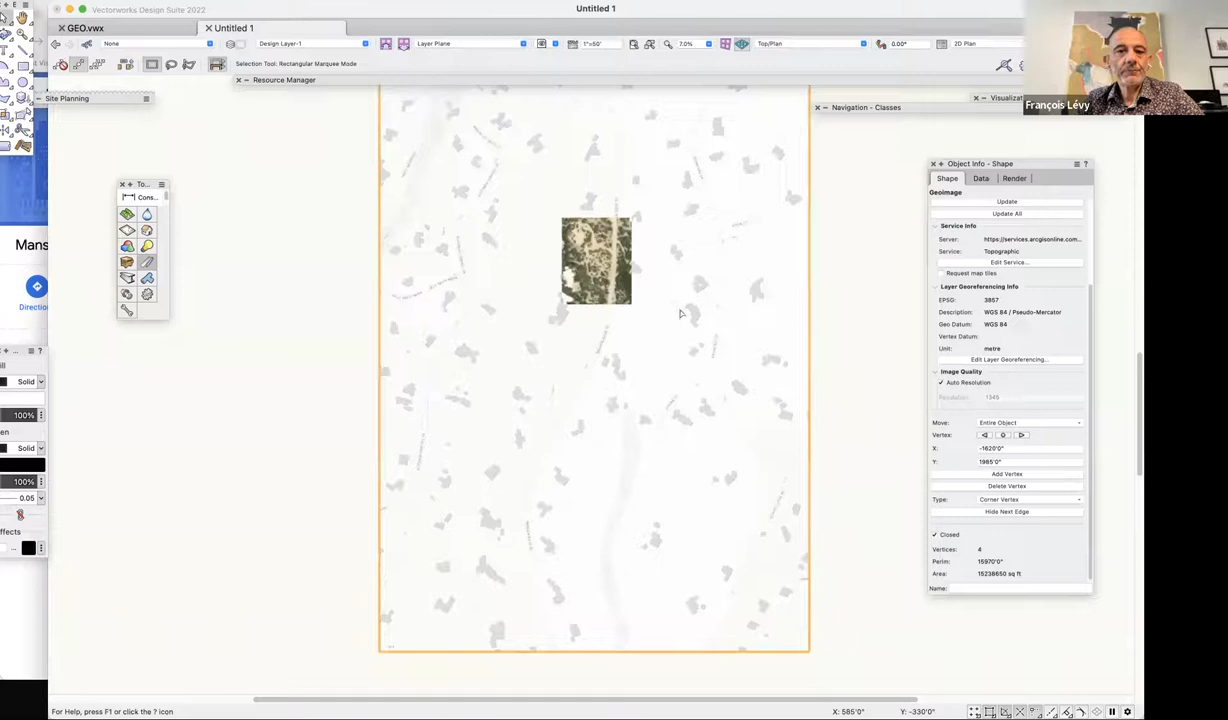 Vectorworks Design Suite 2022
Untitled 1
GEO.vwx
Untitled 1
None
Design Layer-1
Layer Plane
1"=50'
7.0%
Top/Plan
0.00°
2D Plan
Selection Tool: Rectangular Marquee Mode
Resource Manager
Site Planning
Navigation - Classes
Visualizat
François Lévy
To...
Cons...
Mans
Directio
Solid
100%
Solid
100%
0.05
ffects
Object Info - Shape
Shape
Data
Render
Geoimage
Update
Update All
Service Info
Server: https://services.arcgisonline.com...
Service: Topographic
Edit Service...
Request map tiles
Layer Georeferencing Info
EPSG: 3857
Description: WGS 84 / Pseudo-Mercator
Geo Datum: WGS 84
Vertex Datum:
Unit: metre
Edit Layer Georeferencing...
Image Quality
Auto Resolution
Resolution: 1345
Move: Entire Object
Vertex:
X: -1620'0"
Y: 1985'0"
Add Vertex
Delete Vertex
Type: Corner Vertex
Hide Next Edge
Closed
Vertices: 4
Perim: 15970'0"
Area: 15238650 sq ft
Name:
For Help, press F1 or click the ? icon
X: 585'0"
Y: -330'0"